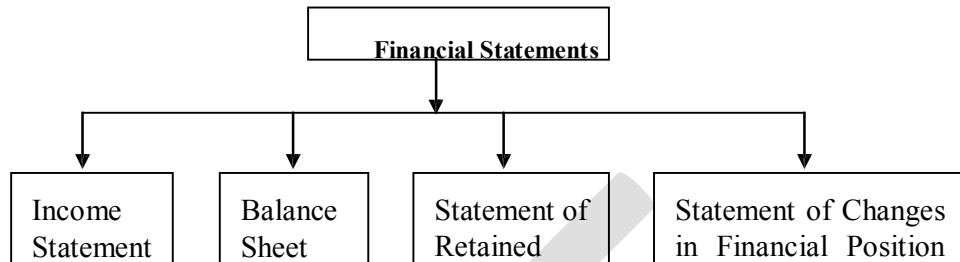 Financial Statements
Income
Statement
Balance
Sheet
Statement of
Retained
Statement of Changes
in Financial Position